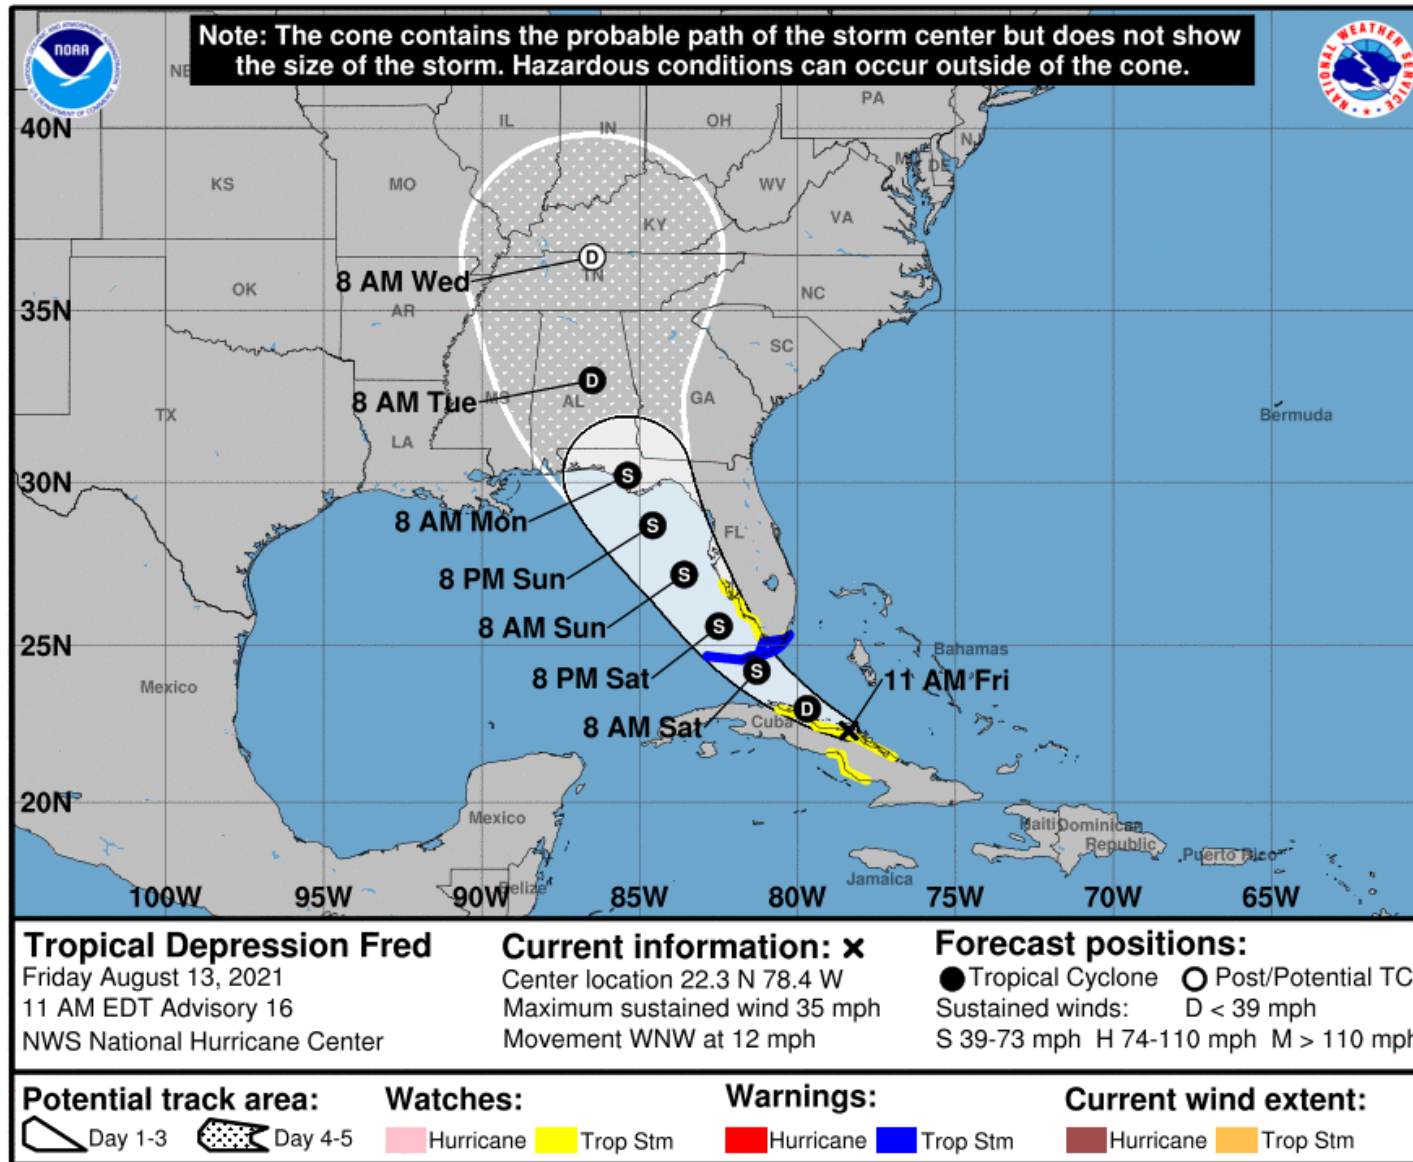 Note: The cone contains the probable path of the storm center but does not show
the size of the storm. Hazardous conditions can occur outside of the cone.
NOAA
NATIONAL WEATHER SERVICE
PA
40N
IL
IN
OH
NJ
DE
KS
MO
WV
KY
VA
D
8 AM Wed
TN
OK
NC
35N
AR
SC
D
8 AM Tue
MS
AL
GA
TX
Bermuda
LA
30N
S
8 AM Mon
S
FL
8 PM Sun
S
8 AM Sun
S
25N
Bahamas
8 PM Sat
S
11 AM Fri
Mexico
D
8 AM Sat
Cuba
20N
Mexico
Haiti
Dominican
Republic
Puerto Rico
Jamaica
Belize
100W
95W
90W
85W
80W
75W
70W
65W
Tropical Depression Fred
Friday August 13, 2021
11 AM EDT Advisory 16
NWS National Hurricane Center
Current information: x
Center location 22.3 N 78.4 W
Maximum sustained wind 35 mph
Movement WNW at 12 mph
Forecast positions:
Tropical Cyclone
Post/Potential TC
Sustained winds: D < 39 mph
S 39-73 mph H 74-110 mph M > 110 mph
Potential track area:
Day 1-3
Day 4-5
Watches:
Hurricane
Trop Stm
Warnings:
Hurricane
Trop Stm
Current wind extent:
Hurricane
Trop Stm